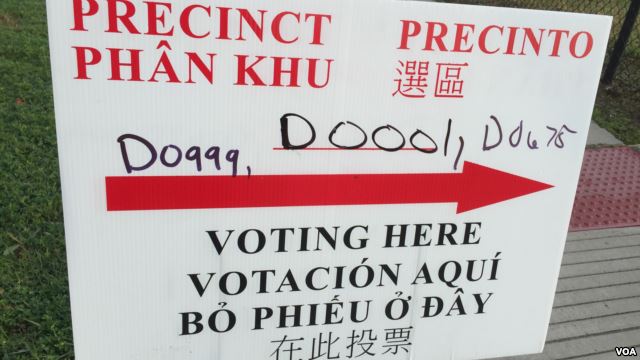 PRECINCT PRECINTO
PHÂN KHU 選區
D0999, D0001, D0675
VOTING HERE
VOTACIÓN AQUÍ
BỎ PHIẾU Ở ĐÂY
在此投票
VOA